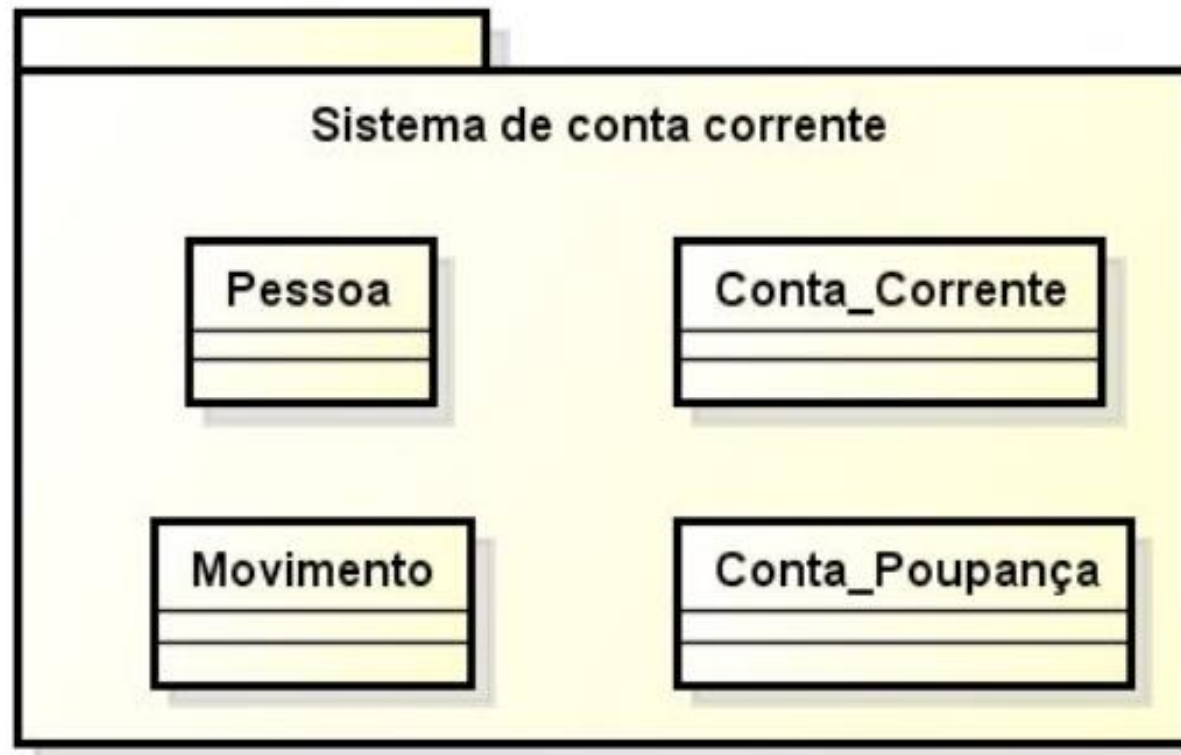 Sistema de conta corrente
Pessoa
Conta_Corrente
Movimento
Conta_Poupança